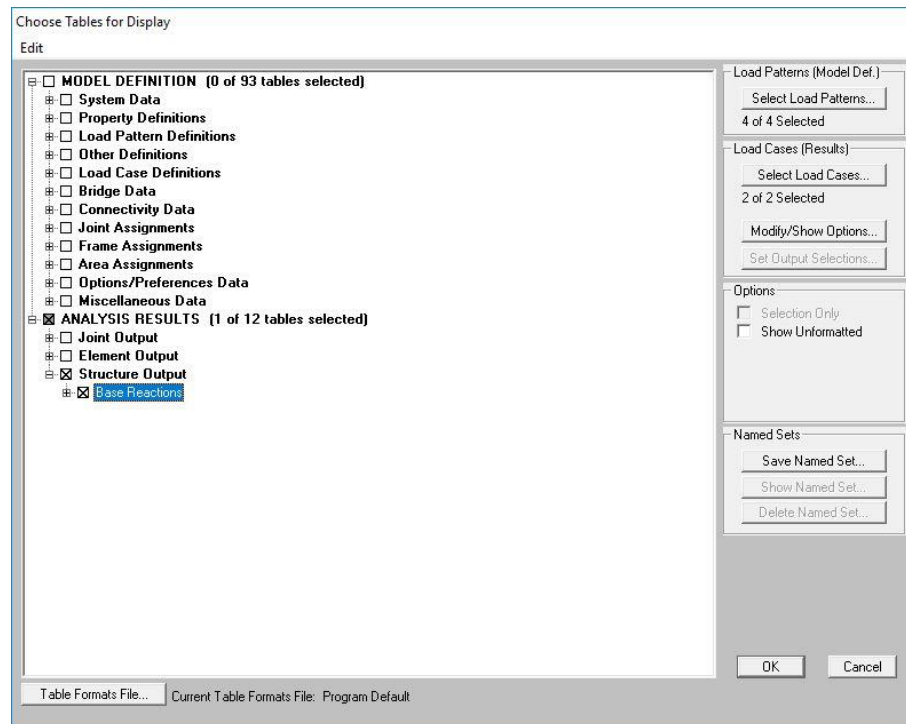 Choose Tables for Display
Edit
MODEL DEFINITION (0 of 93 tables selected)
System Data
Property Definitions
Load Pattern Definitions
Other Definitions
Load Case Definitions
Bridge Data
Connectivity Data
Joint Assignments
Frame Assignments
Area Assignments
Options/Preferences Data
Miscellaneous Data
ANALYSIS RESULTS (1 of 12 tables selected)
Joint Output
Element Output
Structure Output
Base Reactions
Load Patterns (Model Def.)
Select Load Patterns...
4 of 4 Selected
Load Cases (Results)
Select Load Cases...
2 of 2 Selected
Modify/Show Options...
Set Output Selections...
Options
Selection Only
Show Unformatted
Named Sets
Save Named Set...
Show Named Set...
Delete Named Set...
OK Cancel
Table Formats File... Current Table Formats File: Program Default